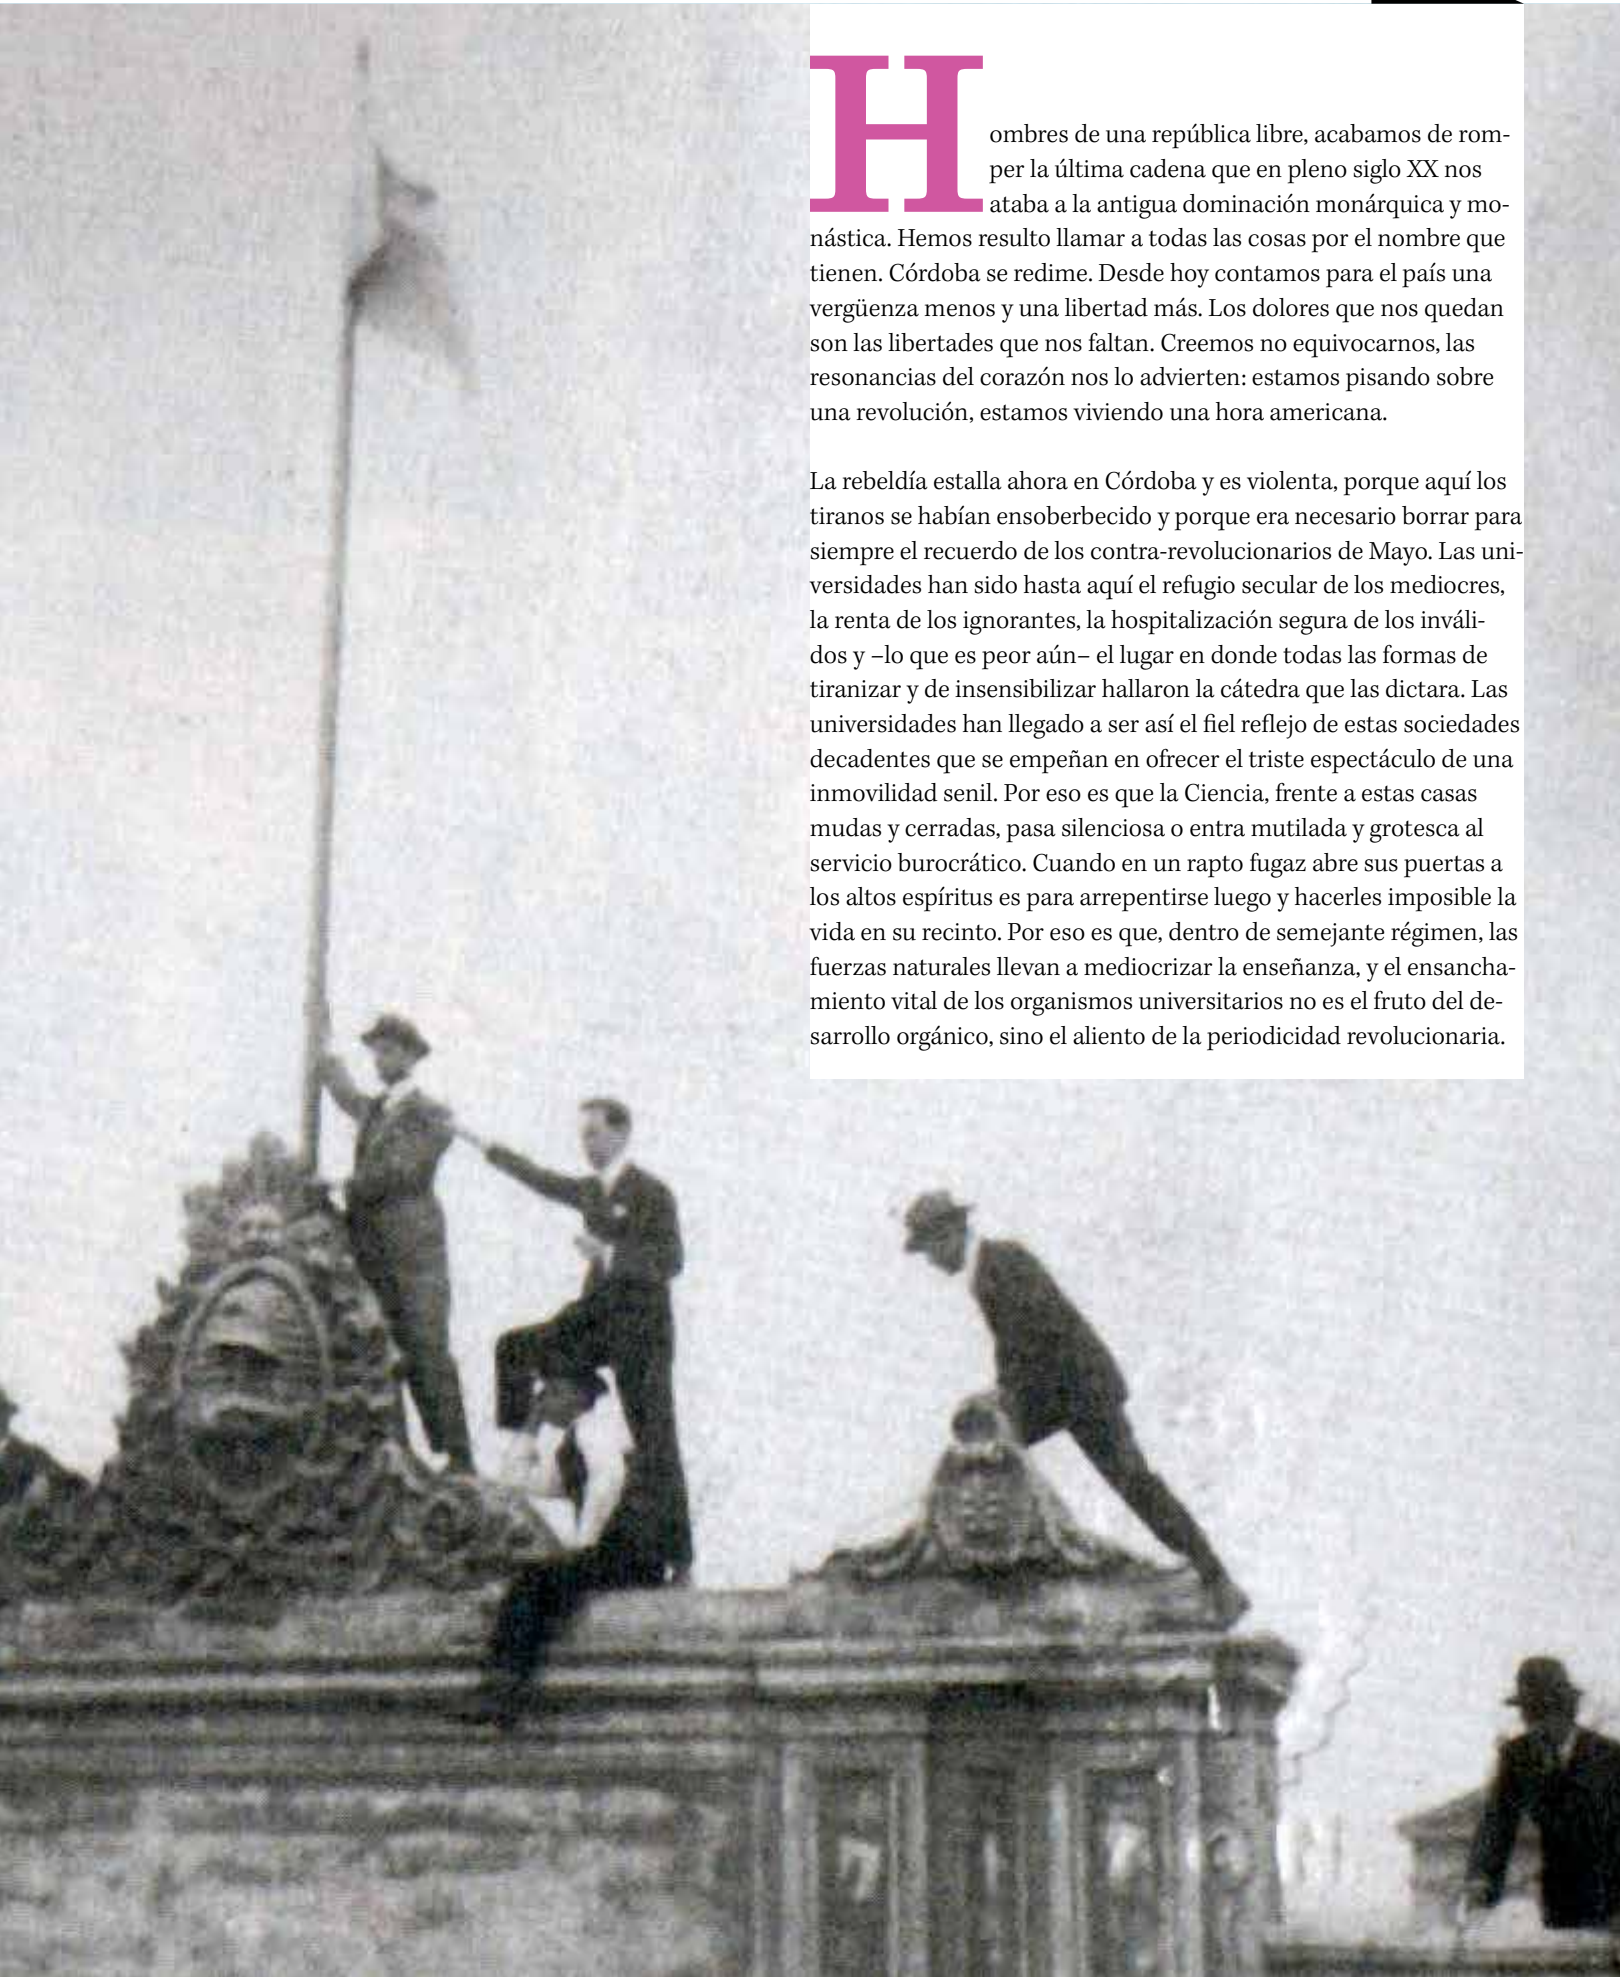 Hombres de una república libre, acabamos de rom-
per la última cadena que en pleno siglo XX nos
ataba a la antigua dominación monárquica y mo-
nástica. Hemos resulto llamar a todas las cosas por el nombre que
tienen. Córdoba se redime. Desde hoy contamos para el país una
vergüenza menos y una libertad más. Los dolores que nos quedan
son las libertades que nos faltan. Creemos no equivocarnos, las
resonancias del corazón nos lo advierten: estamos pisando sobre
una revolución, estamos viviendo una hora americana.
La rebeldía estalla ahora en Córdoba y es violenta, porque aquí los
tiranos se habían ensoberbecido y porque era necesario borrar para
siempre el recuerdo de los contra-revolucionarios de Mayo. Las uni-
versidades han sido hasta aquí el refugio secular de los mediocres,
la renta de los ignorantes, la hospitalización segura de los inváli-
dos y –lo que es peor aún– el lugar en donde todas las formas de
tiranizar y de insensibilizar hallaron la cátedra que las dictara. Las
universidades han llegado a ser así el fiel reflejo de estas sociedades
decadentes que se empeñan en ofrecer el triste espectáculo de una
inmovilidad senil. Por eso es que la Ciencia, frente a estas casas
mudas y cerradas, pasa silenciosa o entra mutilada y grotesca al
servicio burocrático. Cuando en un rapto fugaz abre sus puertas a
los altos espíritus es para arrepentirse luego y hacerles imposible la
vida en su recinto. Por eso es que, dentro de semejante régimen, las
fuerzas naturales llevan a mediocrizar la enseñanza, y el ensancha-
miento vital de los organismos universitarios no es el fruto del de-
sarrollo orgánico, sino el aliento de la periodicidad revolucionaria.